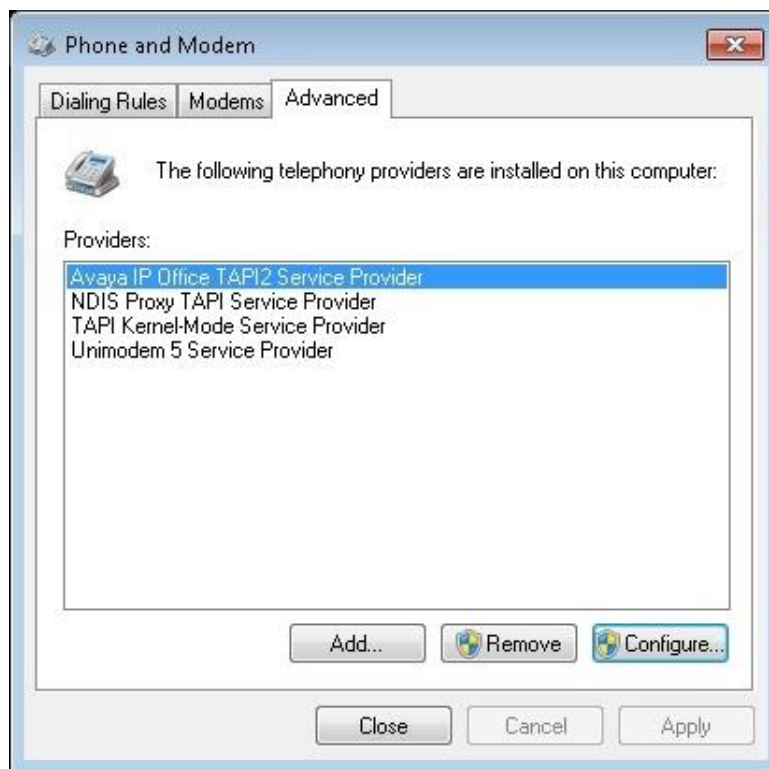 Phone and Modem
Dialing Rules Modems Advanced
The following telephony providers are installed on this computer:
Providers:
Avaya IP Office TAPI2 Service Provider
NDIS Proxy TAPI Service Provider
TAPI Kernel-Mode Service Provider
Unimodem 5 Service Provider
Add... Remove Configure...
Close Cancel Apply